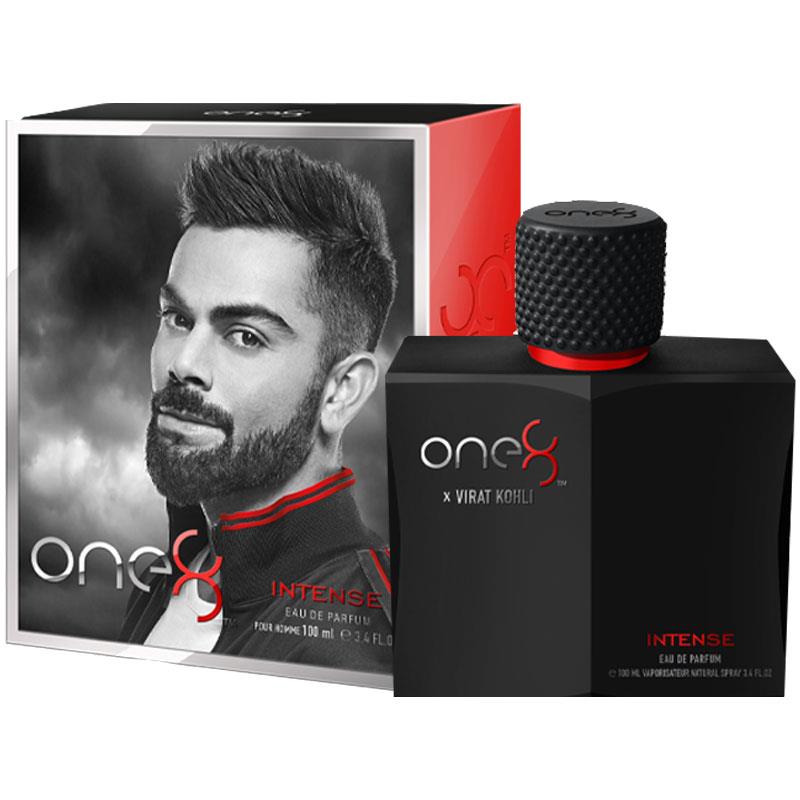 one8
one8
INTENSE
EAU DE PARFUM
POUR HOMME 100 ml e 3.4 FL.O
one8
one8™
x VIRAT KOHLI
INTENSE
EAU DE PARFUM
e 100 ML VAPORISATEUR NATURAL SPRAY 3.4 FL.OZ